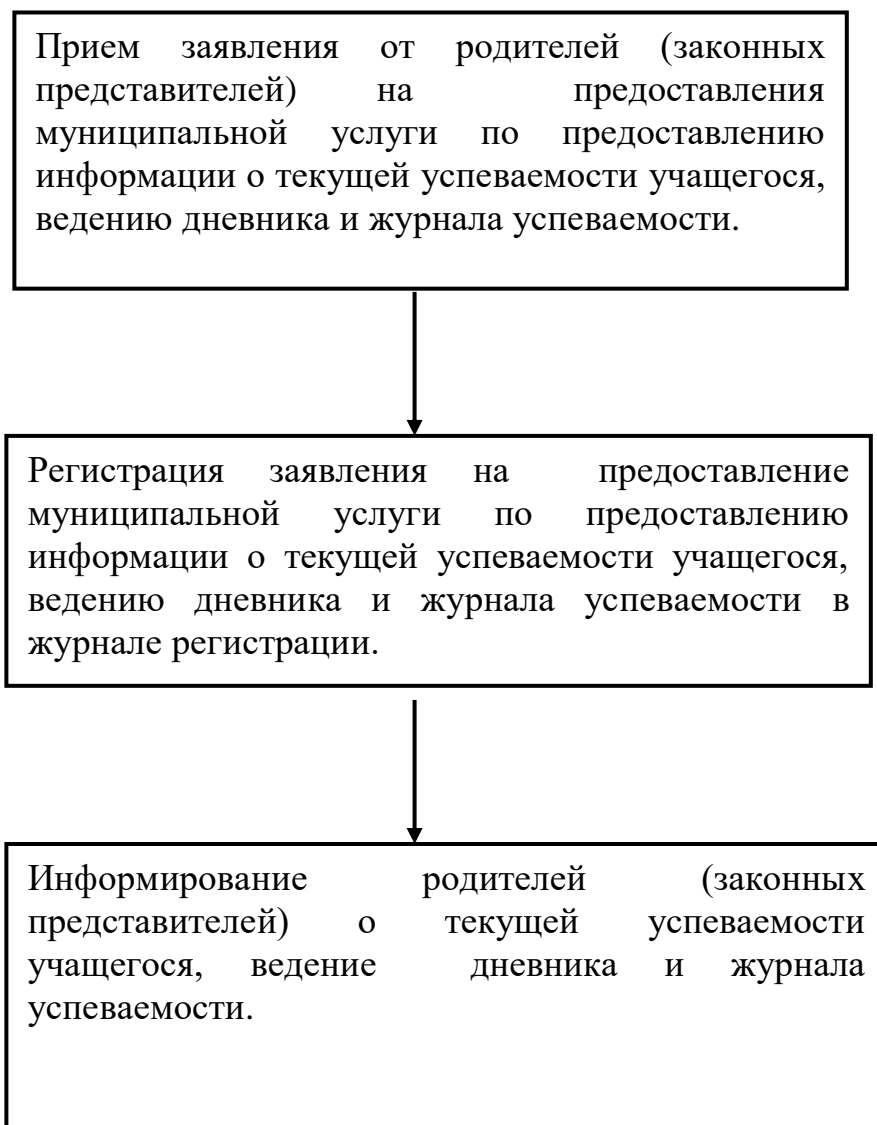 Прием заявления от родителей (законных
представителей) на предоставления
муниципальной услуги по предоставлению
информации о текущей успеваемости учащегося,
ведению дневника и журнала успеваемости.
Регистрация заявления на предоставление
муниципальной услуги по предоставлению
информации о текущей успеваемости учащегося,
ведению дневника и журнала успеваемости в
журнале регистрации.
Информирование родителей (законных
представителей) о текущей успеваемости
учащегося, ведение дневника и журнала
успеваемости.